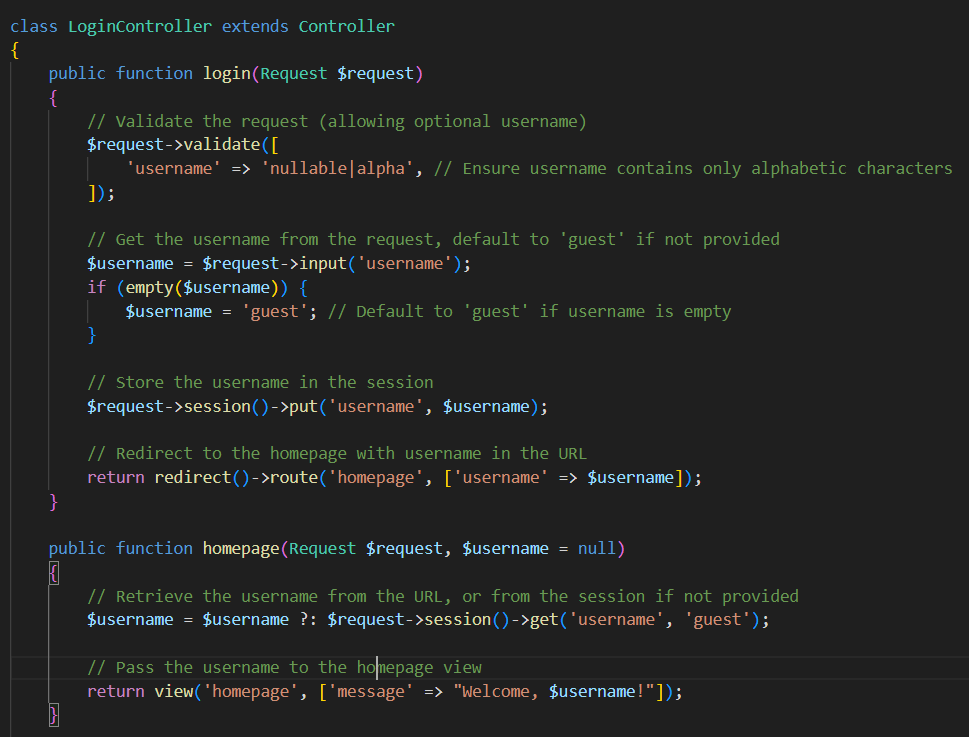 class LoginController extends Controller
{
    public function login(Request $request)
    {
        // Validate the request (allowing optional username)
        $request->validate([
            'username' => 'nullable|alpha', // Ensure username contains only alphabetic characters
        ]);

        // Get the username from the request, default to 'guest' if not provided
        $username = $request->input('username');
        if (empty($username)) {
            $username = 'guest'; // Default to 'guest' if username is empty
        }

        // Store the username in the session
        $request->session()->put('username', $username);

        // Redirect to the homepage with username in the URL
        return redirect()->route('homepage', ['username' => $username]);
    }

    public function homepage(Request $request, $username = null)
    {
        // Retrieve the username from the URL, or from the session if not provided
        $username = $username ?: $request->session()->get('username', 'guest');

        // Pass the username to the homepage view
        return view('homepage', ['message' => "Welcome, $username!"]);
    }